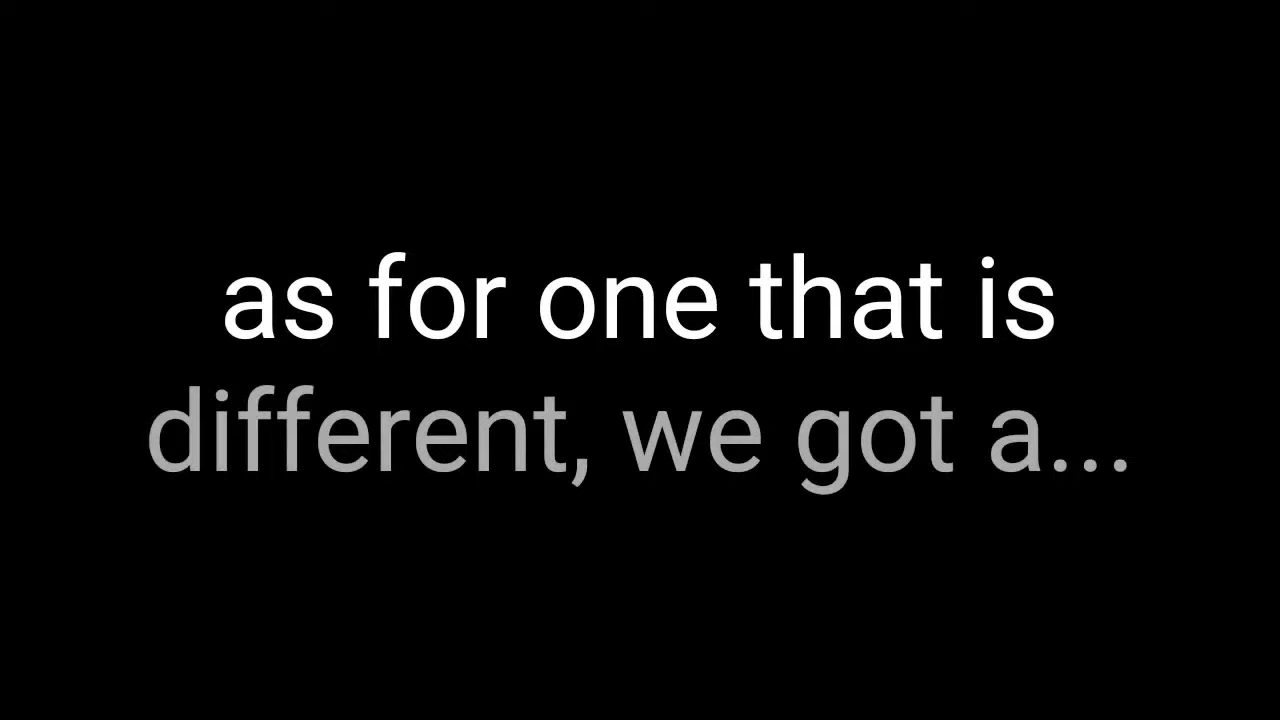 as for one that is
different, we got a...